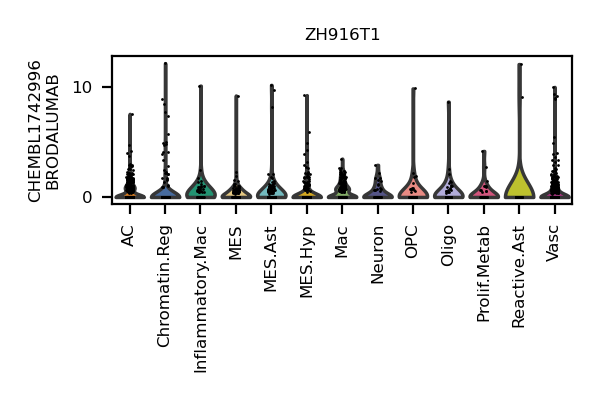 ZH916T1
CHEMBL1742996
BRODALUMAB
10
0
AC
Chromatin.Reg
Inflammatory.Mac
MES
MES.Ast
MES.Hyp
Mac
Neuron
OPC
Oligo
Prolif.Metab
Reactive.Ast
Vasc